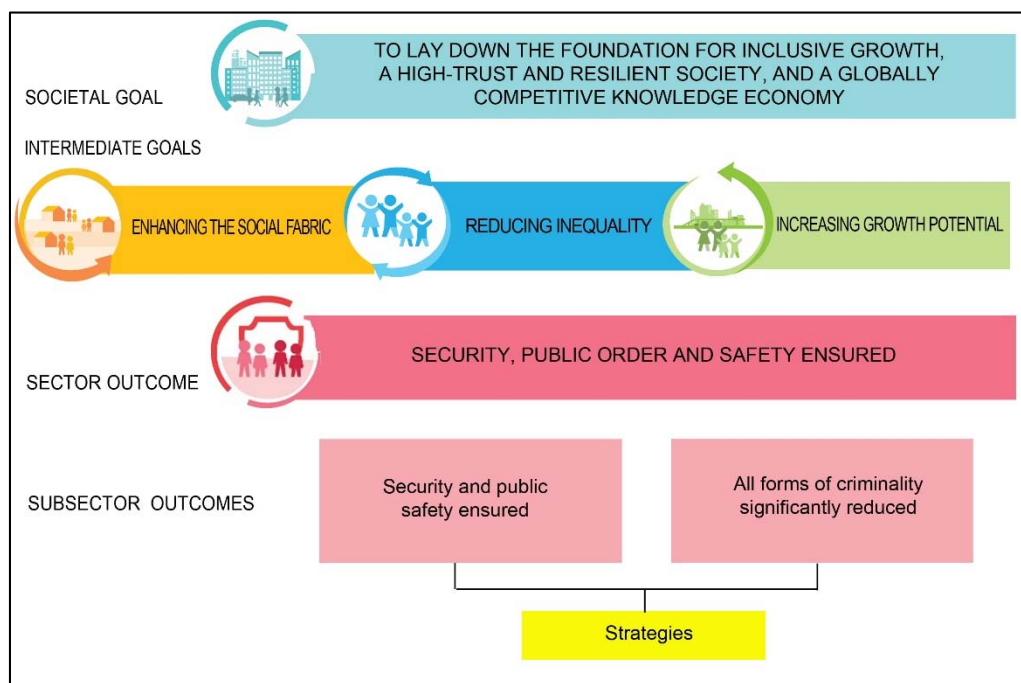 TO LAY DOWN THE FOUNDATION FOR INCLUSIVE GROWTH,
A HIGH-TRUST AND RESILIENT SOCIETY, AND A GLOBALLY
COMPETITIVE KNOWLEDGE ECONOMY
SOCIETAL GOAL
INTERMEDIATE GOALS
ENHANCING THE SOCIAL FABRIC
REDUCING INEQUALITY
INCREASING GROWTH POTENTIAL
SECURITY, PUBLIC ORDER AND SAFETY ENSURED
SECTOR OUTCOME
SUBSECTOR OUTCOMES
Security and public
safety ensured
All forms of criminality
significantly reduced
Strategies